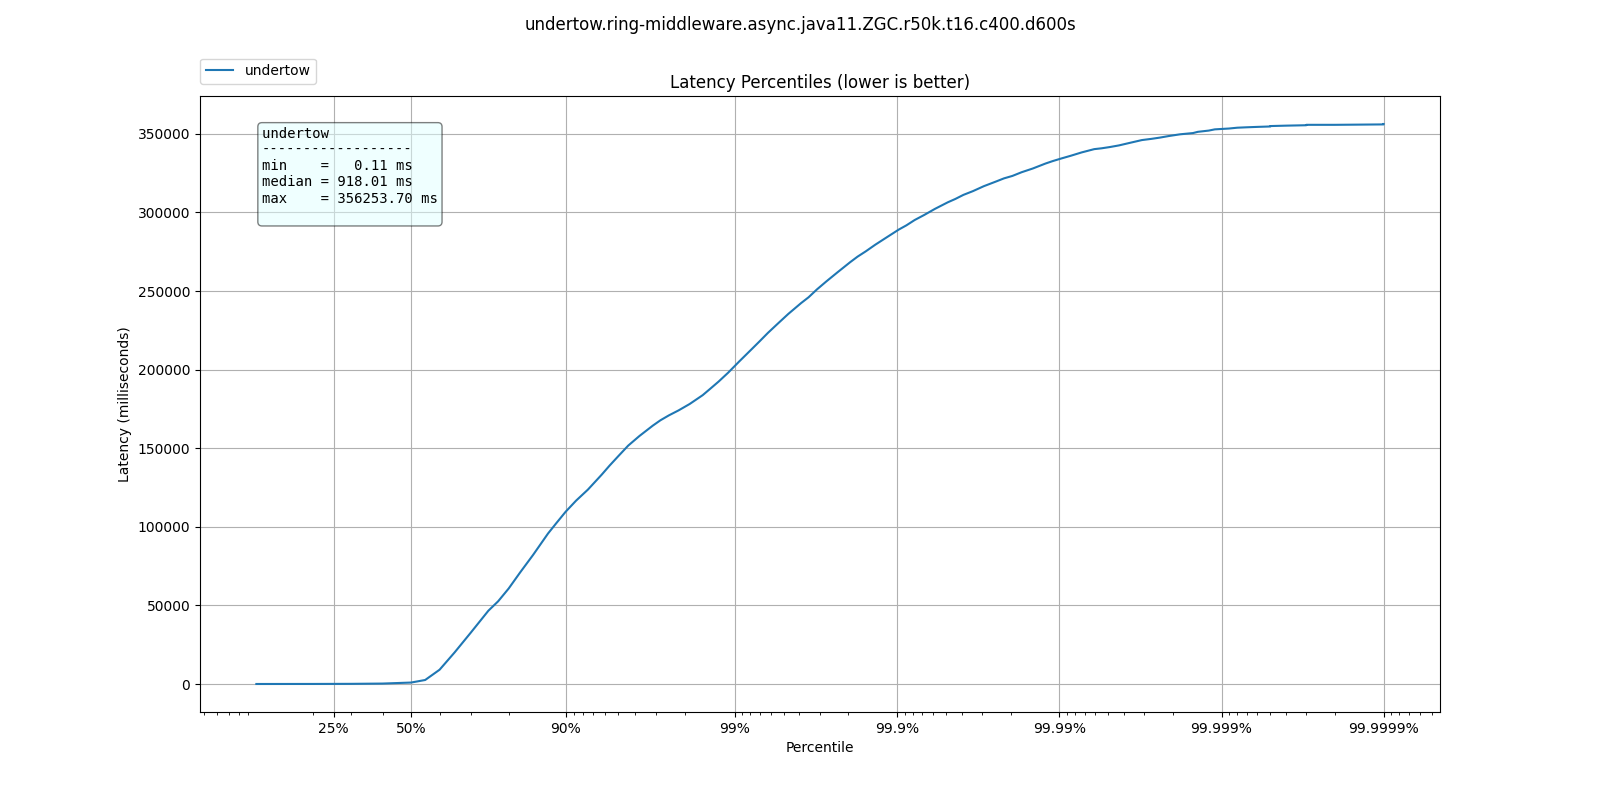 undertow.ring-middleware.async.java11.ZGC.r50k.t16.c400.d600s
undertow
Latency Percentiles (lower is better)
undertow
------------------
min    =   0.11 ms
median = 918.01 ms
max    = 356253.70 ms
350000
300000
250000
200000
150000
100000
50000
0
Latency (milliseconds)
25% 50% 90% 99% 99.9% 99.99% 99.999% 99.9999%
Percentile